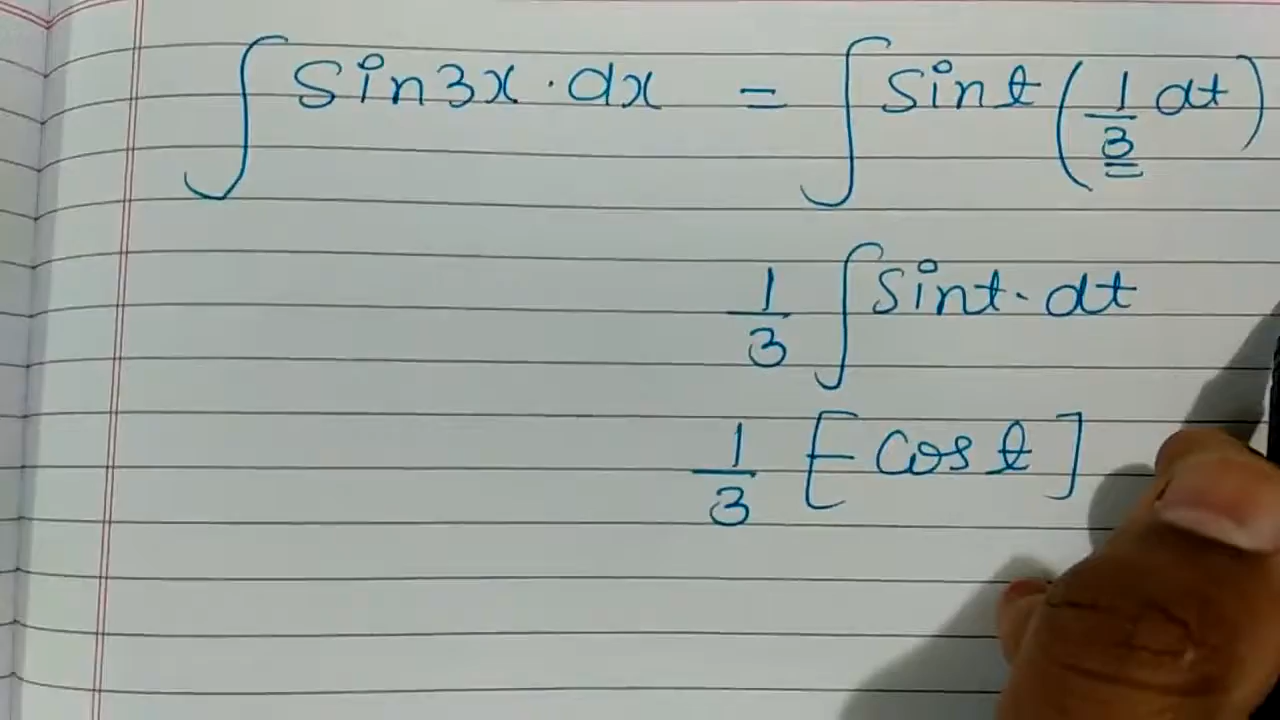 ∫ Sin3x · dx = ∫ Sint (1/3 dt)
1/3 ∫ Sint · dt
1/3 [- Cos t]